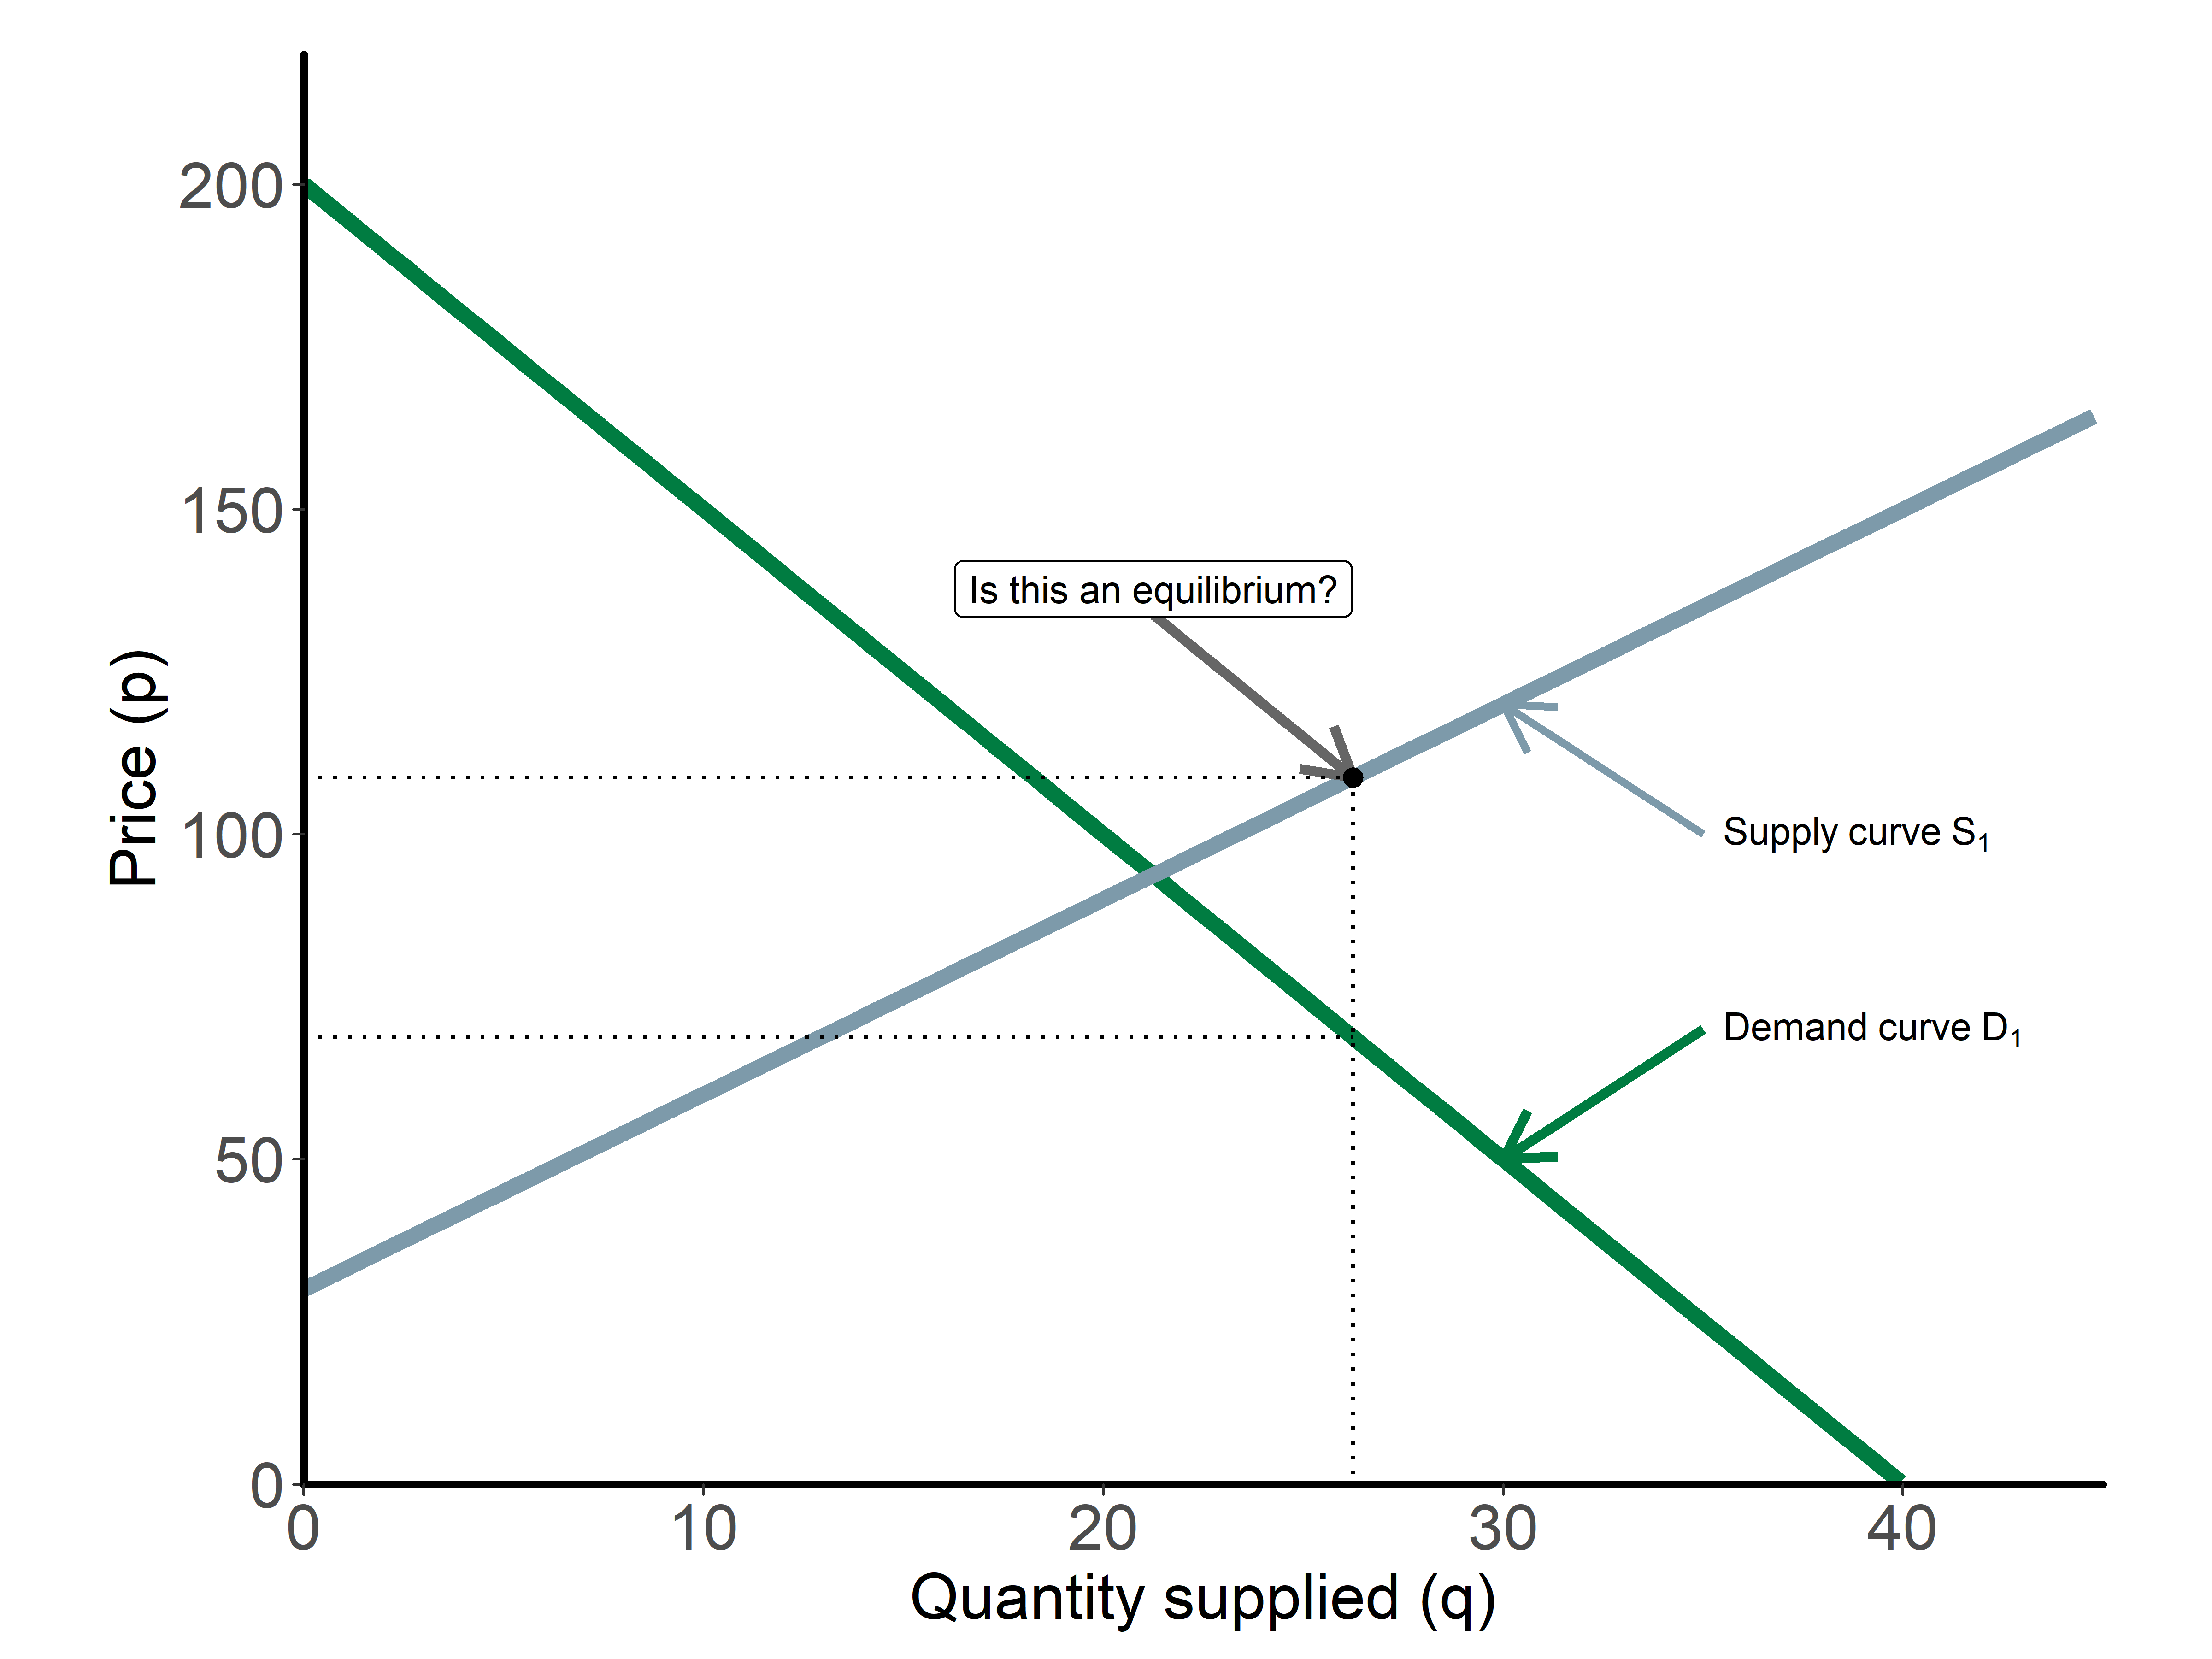 200
150
100
50
0
Price (p)
Is this an equilibrium?
Supply curve S₁
Demand curve D₁
0 10 20 30 40
Quantity supplied (q)